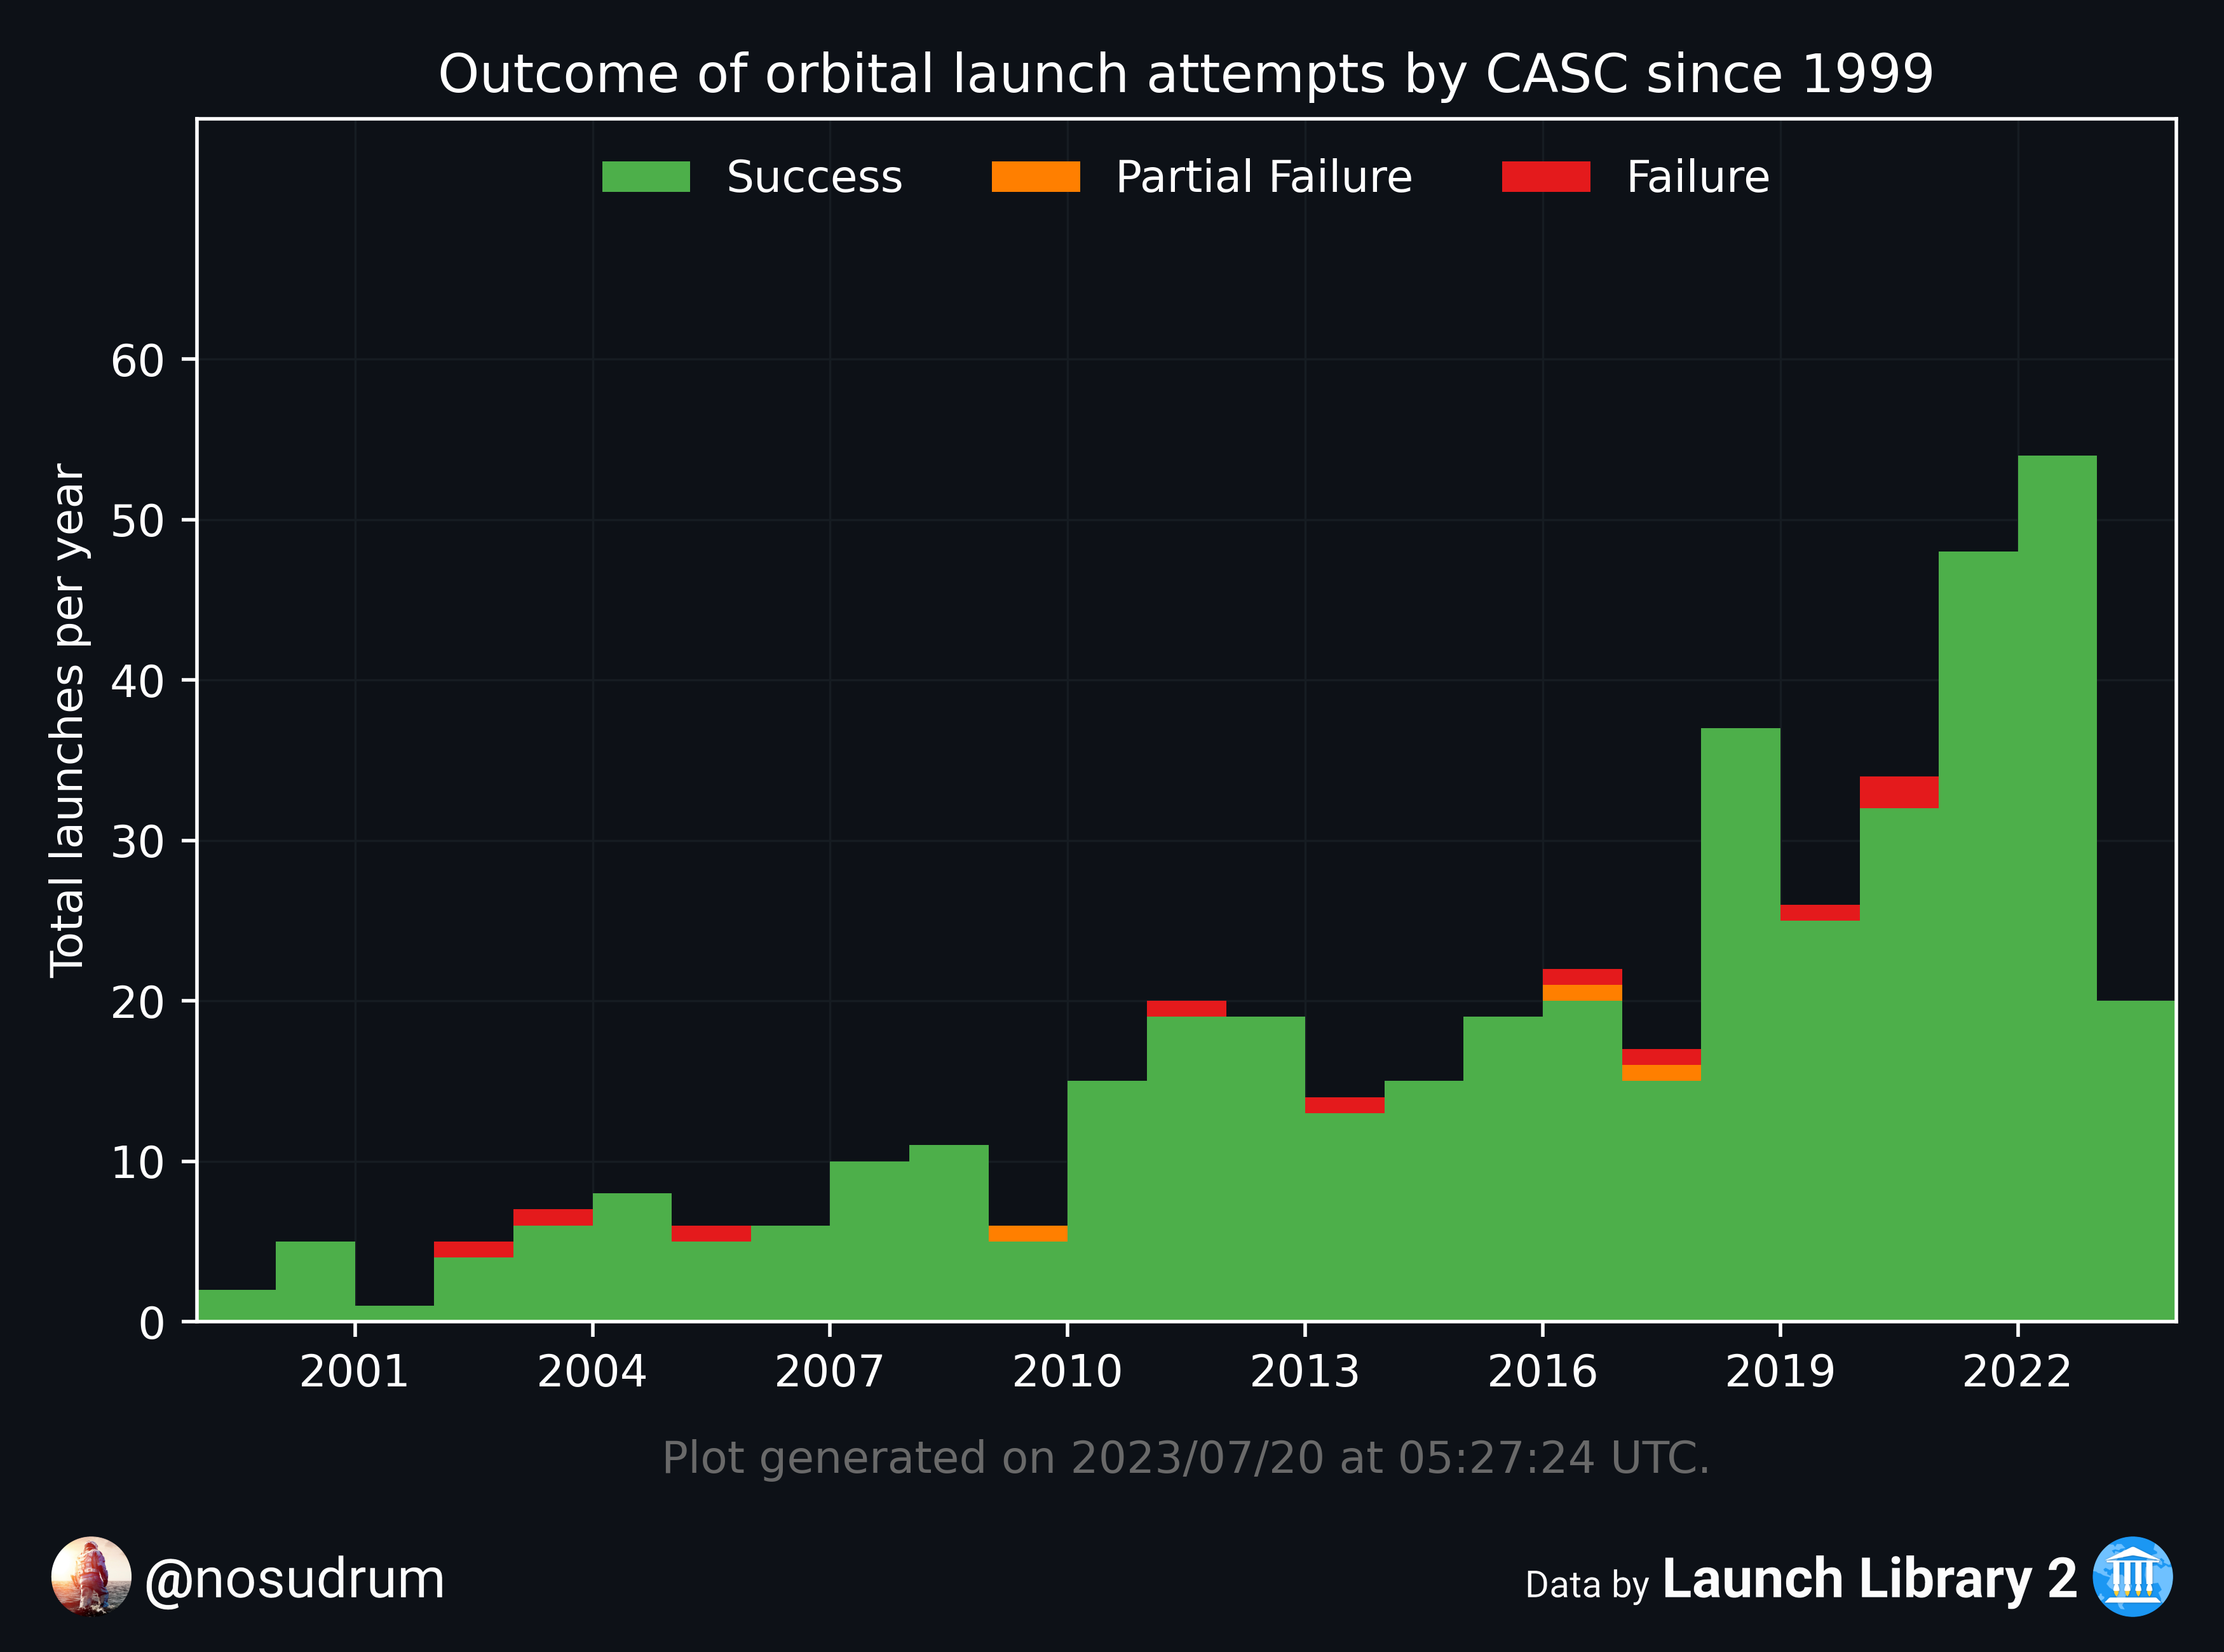 Outcome of orbital launch attempts by CASC since 1999
Success Partial Failure Failure
Total launches per year
60
50
40
30
20
10
0
2001 2004 2007 2010 2013 2016 2019 2022
Plot generated on 2023/07/20 at 05:27:24 UTC.
@nosudrum
Data by Launch Library 2